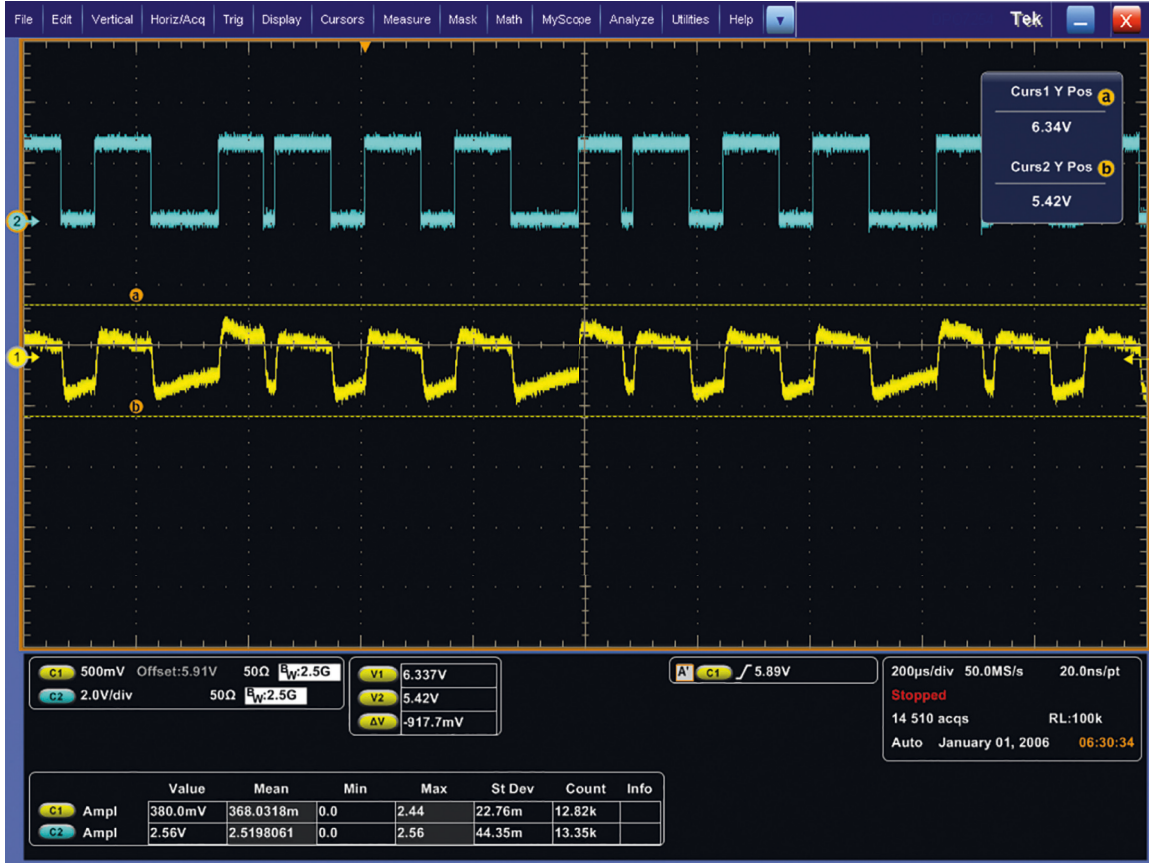 File Edit Vertical Horiz/Acq Trig Display Cursors Measure Mask Math MyScope Analyze Utilities Help Tek X
Curs1 Y Pos a
6.34V
Curs2 Y Pos b
5.42V
2
a
1
b
C1 500mV Offset:5.91V 50Ω BW:2.5G
C2 2.0V/div 50Ω BW:2.5G
V1 6.337V
V2 5.42V
ΔV -917.7mV
A' C1 5.89V
200µs/div 50.0MS/s 20.0ns/pt
Stopped
14 510 acqs RL:100k
Auto January 01, 2006 06:30:34
Value Mean Min Max St Dev Count Info
C1 Ampl 380.0mV 368.0318m 0.0 2.44 22.76m 12.82k
C2 Ampl 2.56V 2.5198061 0.0 2.56 44.35m 13.35k